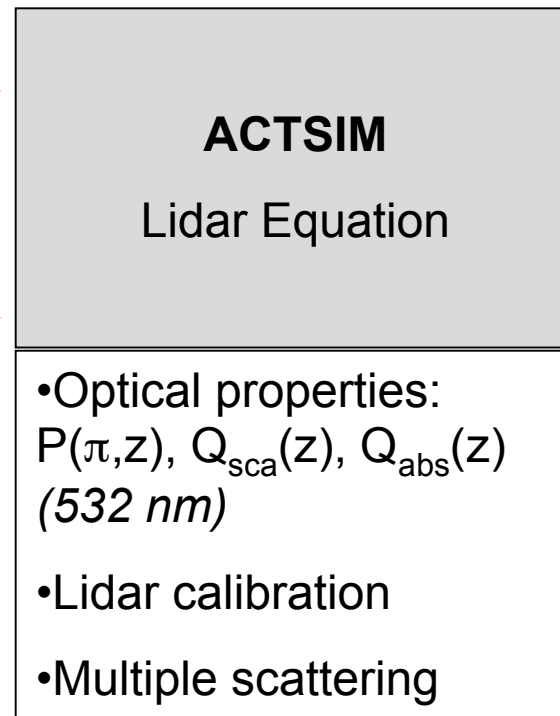 ACTSIM
Lidar Equation
•Optical properties:
P(π,z), Qsca(z), Qabs(z)
(532 nm)
•Lidar calibration
•Multiple scattering